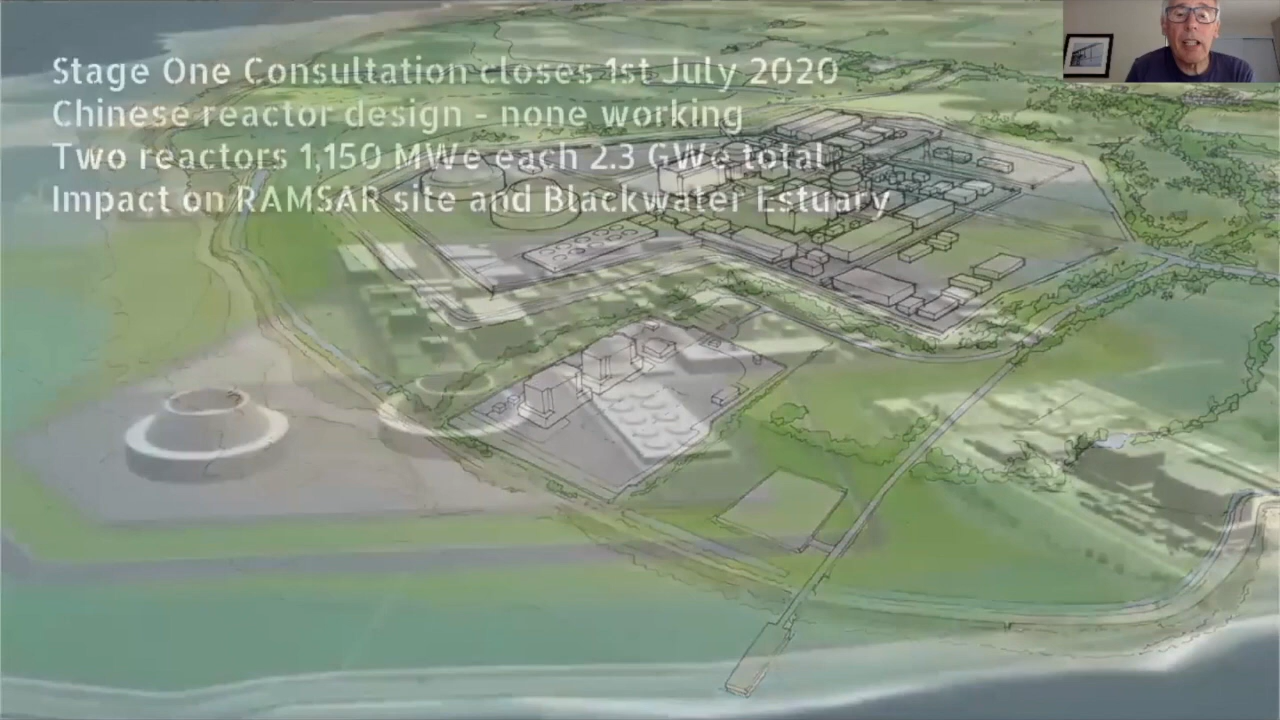 Stage One Consultation closes 1st July 2020
Chinese reactor design - none working
Two reactors 1,150 MWe each 2.3 GWe total
Impact on RAMSAR site and Blackwater Estuary